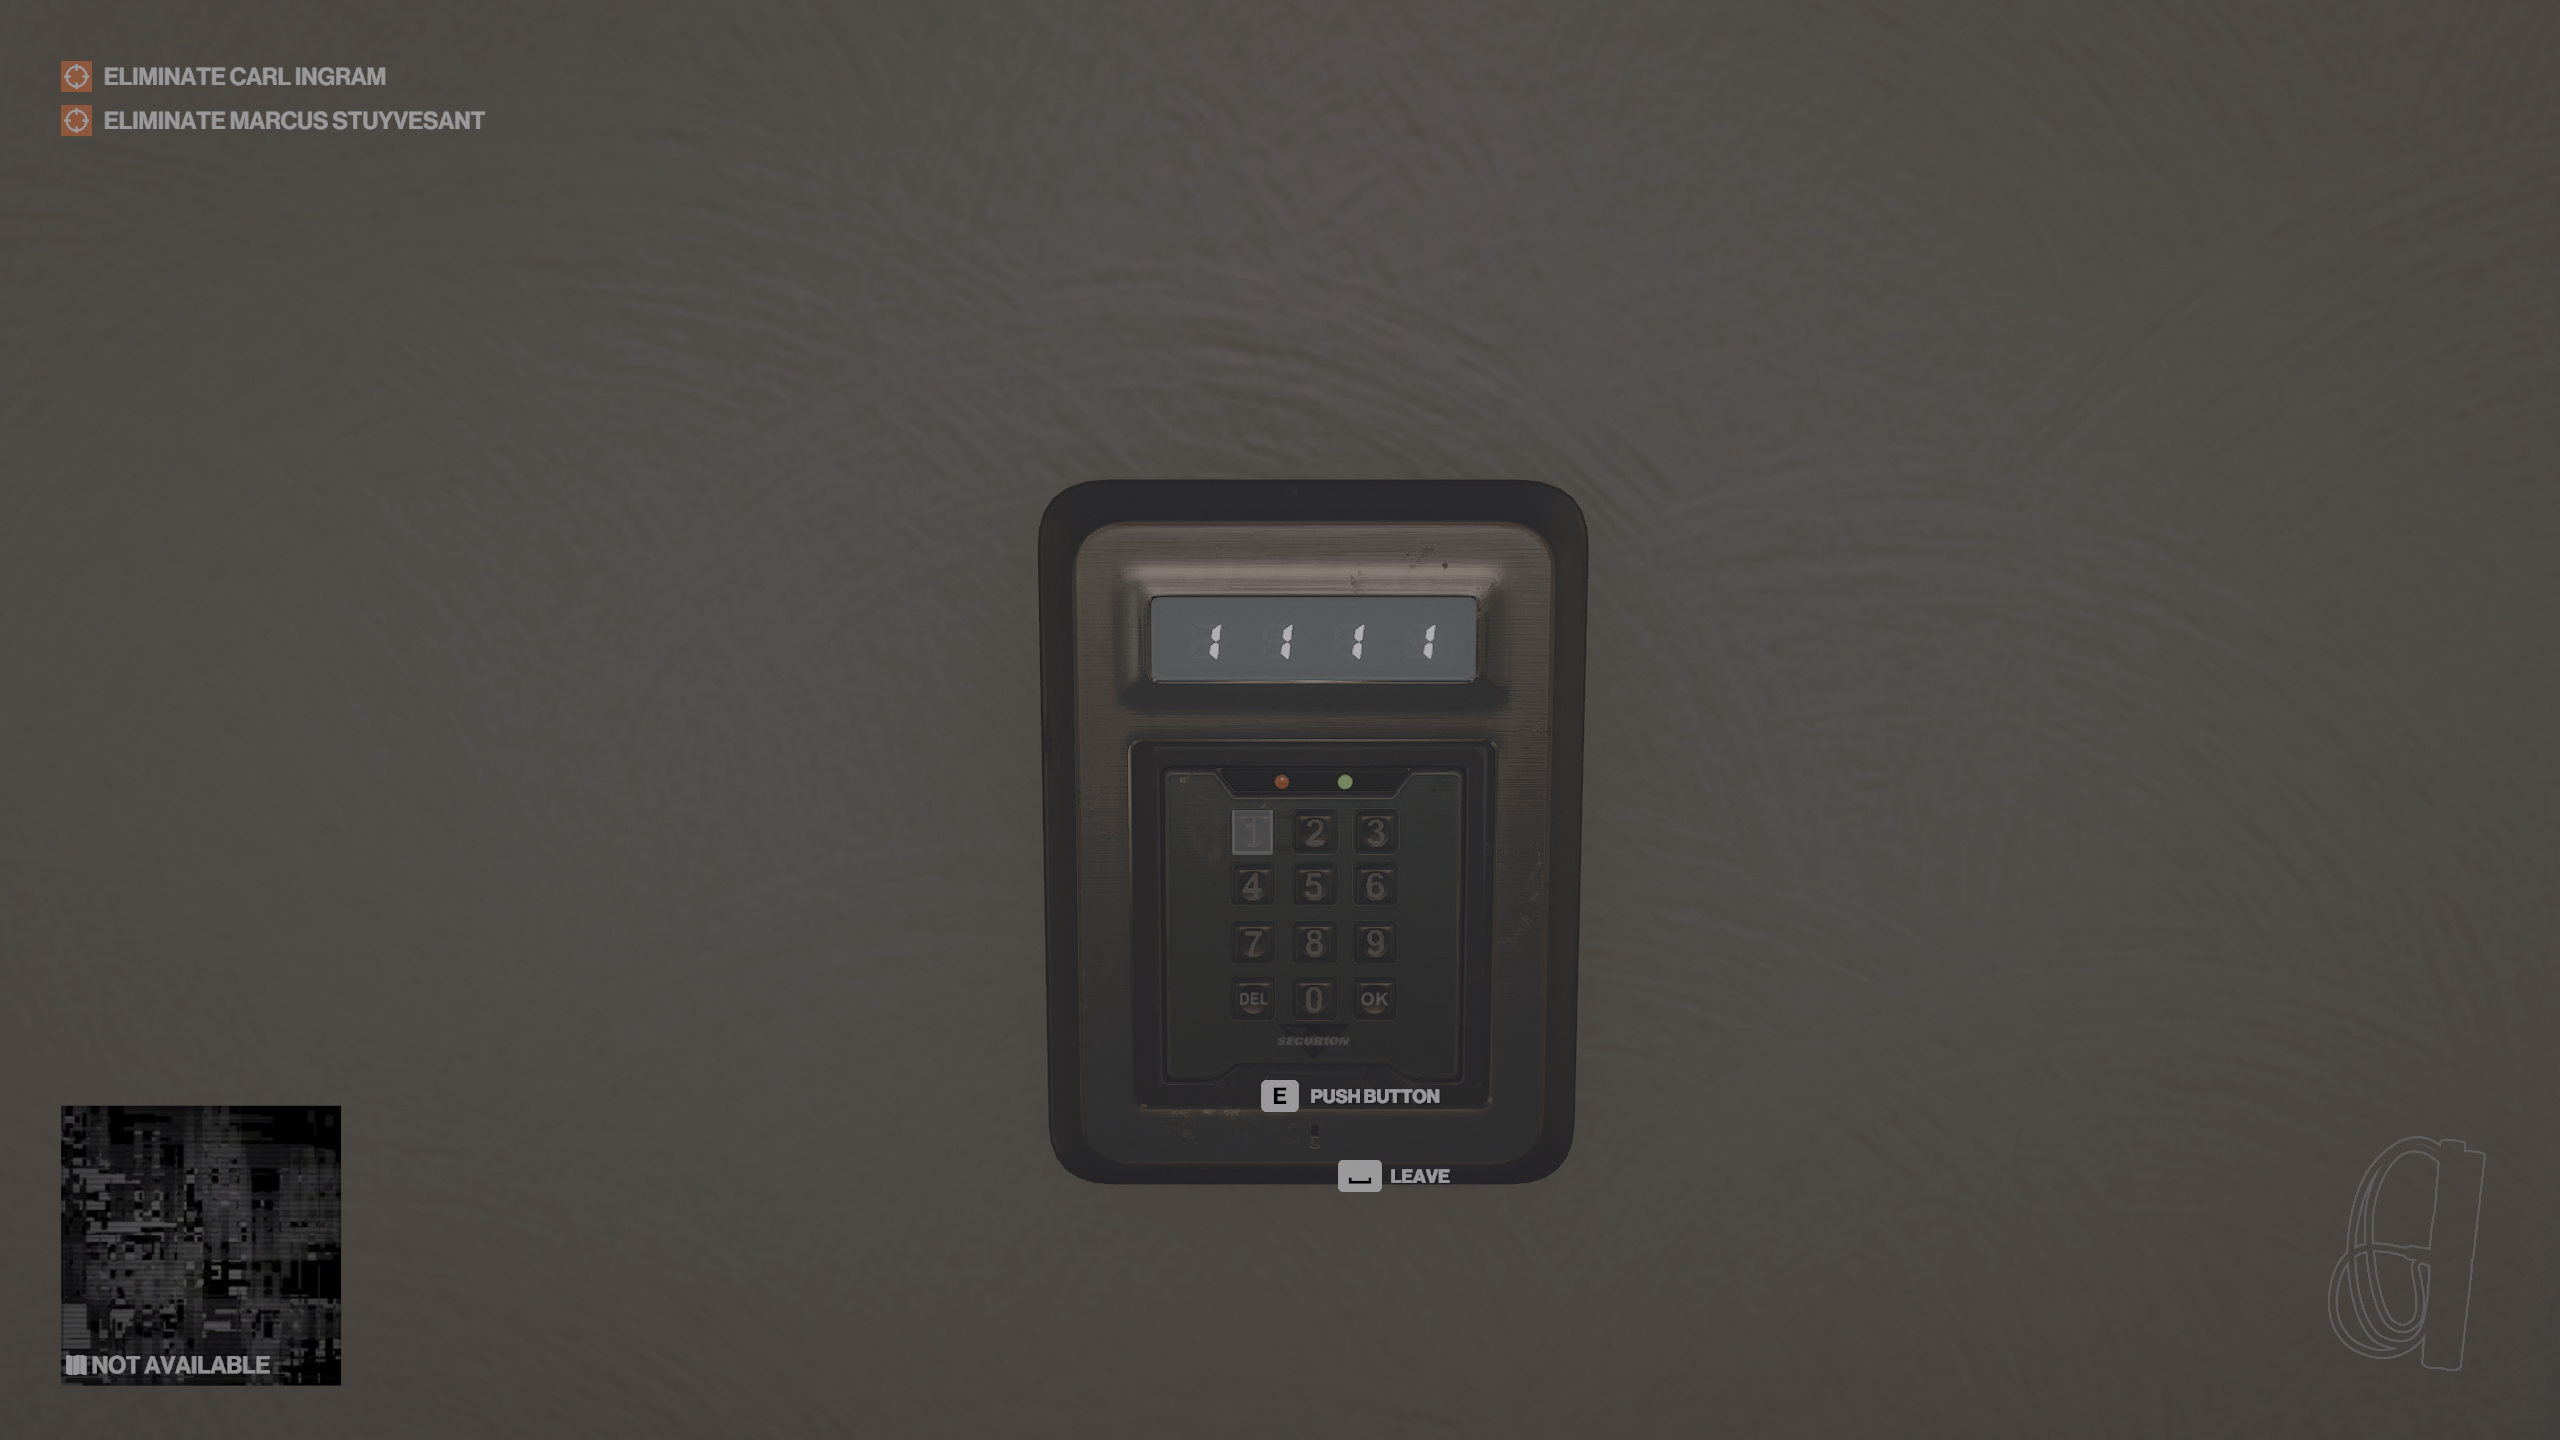 ELIMINATE CARL INGRAM
ELIMINATE MARCUS STUYVESANT
1 1 1 1
1 2 3
4 5 6
7 8 9
DEL 0 OK
SECURION
E PUSH BUTTON
LEAVE
NOT AVAILABLE